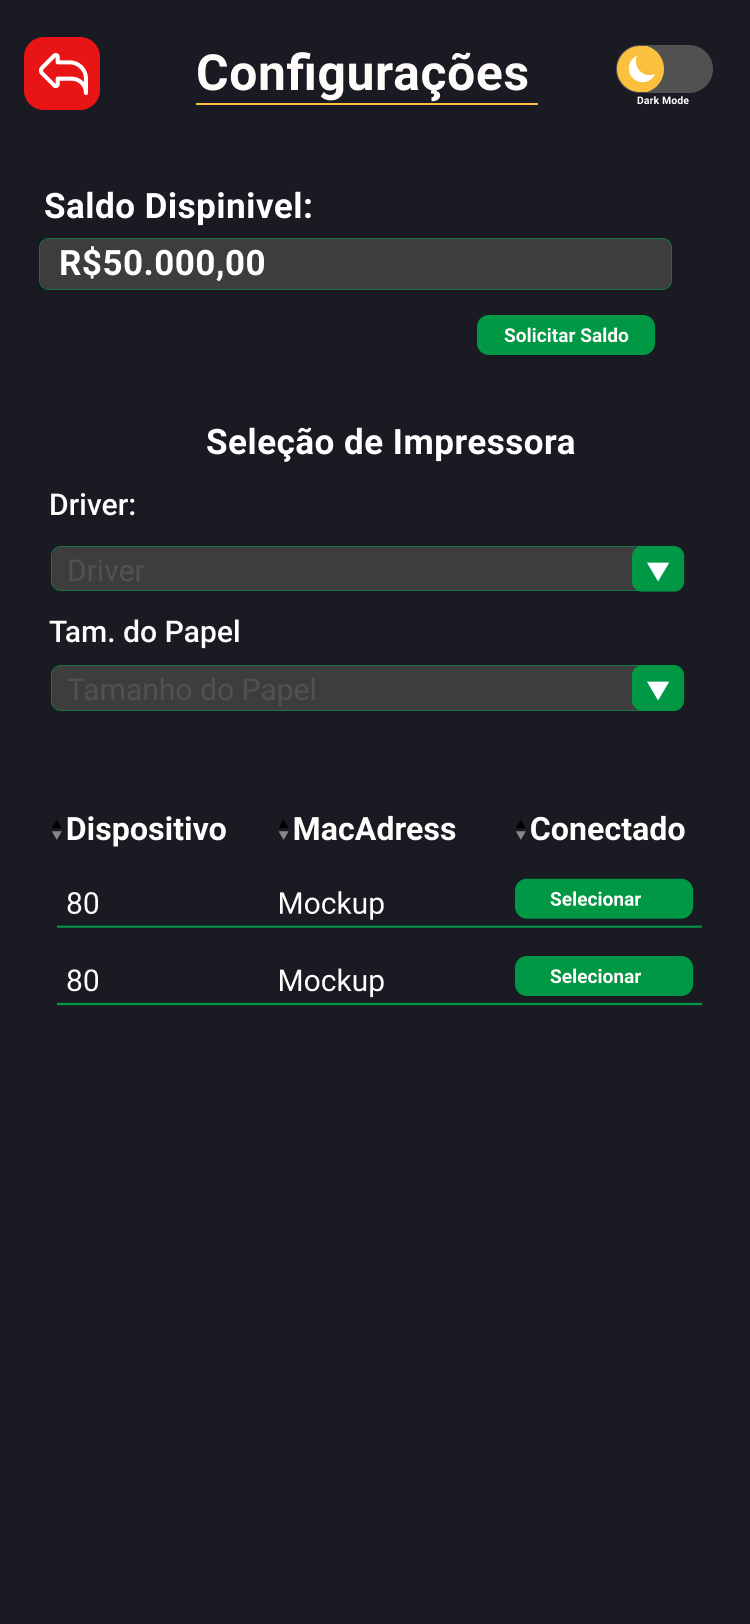 Configurações
Dark Mode
Saldo Dispinivel:
R$50.000,00
Solicitar Saldo
Seleção de Impressora
Driver:
Driver
Tam. do Papel
Tamanho do Papel
Dispositivo MacAdress Conectado
80 Mockup Selecionar
80 Mockup Selecionar